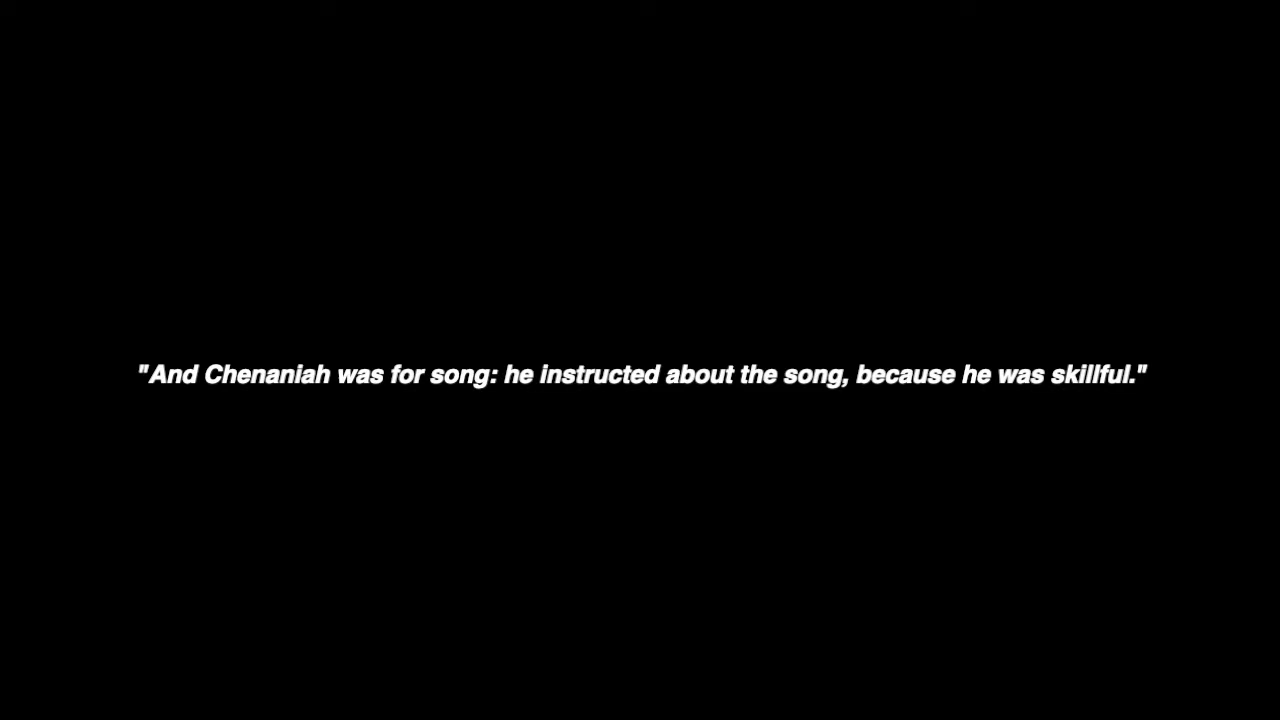 "And Chenaniah was for song: he instructed about the song, because he was skillful."